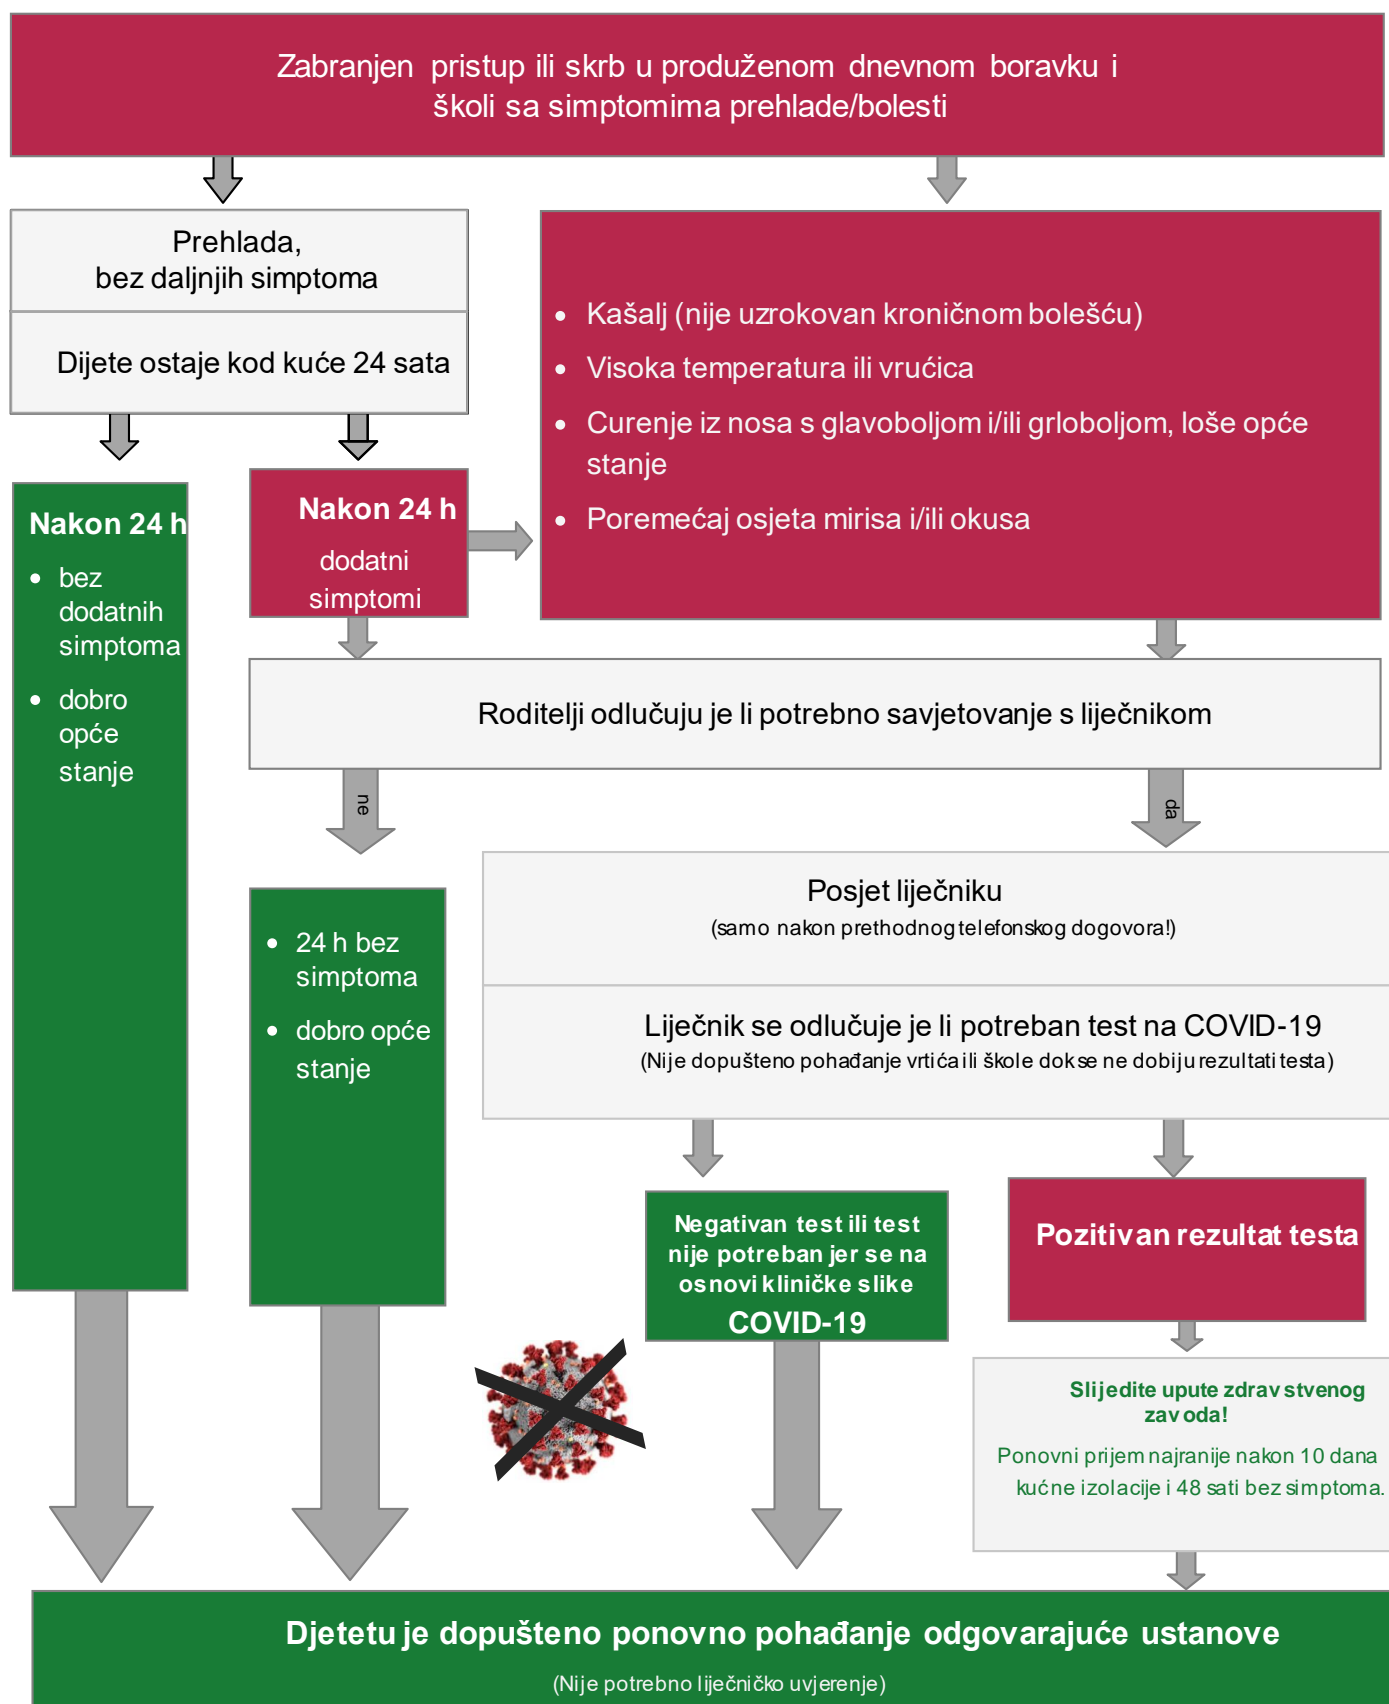 Zabranjen pristup ili skrb u produženom dnevnom boravku i
školi sa simptomima prehlade/bolesti
Prehlada,
bez daljnjih simptoma
Dijete ostaje kod kuće 24 sata
• Kašalj (nije uzrokovan kroničnom bolešću)
• Visoka temperatura ili vrućica
• Curenje iz nosa s glavoboljom i/ili grloboljom, loše opće
stanje
• Poremećaj osjeta mirisa i/ili okusa
Nakon 24 h
• bez
dodatnih
simptoma
• dobro
opće
stanje
Nakon 24 h
dodatni
simptomi
Roditelji odlučuju je li potrebno savjetovanje s liječnikom
ne
da
• 24 h bez
simptoma
• dobro opće
stanje
Posjet liječniku
(samo nakon prethodnog telefonskog dogovora!)
Liječnik se odlučuje je li potreban test na COVID-19
(Nije dopušteno pohađanje vrtića ili škole dok se ne dobiju rezultati testa)
Negativan test ili test
nije potreban jer se na
osnovi kliničke slike
COVID-19
Pozitivan rezultat testa
Slijedite upute zdravstvenog
zavoda!
Ponovni prijem najranije nakon 10 dana
kućne izolacije i 48 sati bez simptoma.
Djetetu je dopušteno ponovno pohađanje odgovarajuće ustanove
(Nije potrebno liječničko uvjerenje)